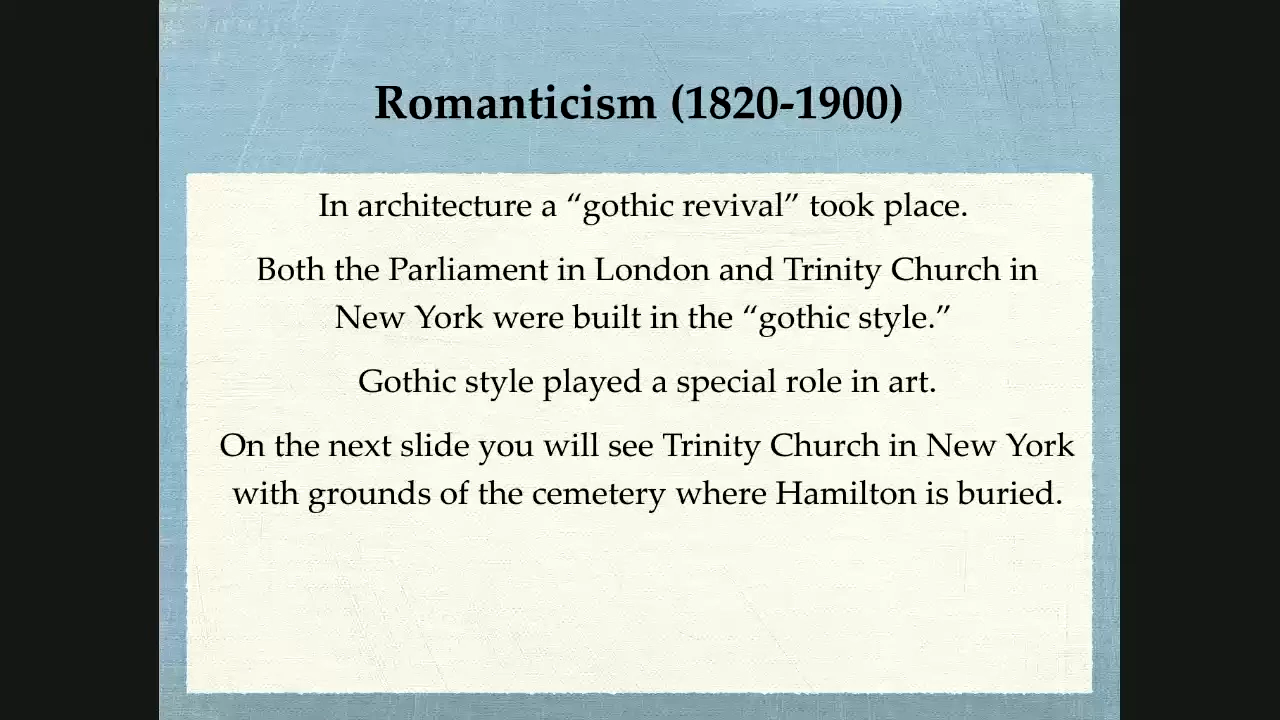 Romanticism (1820-1900)
In architecture a “gothic revival” took place.
Both the Parliament in London and Trinity Church in
New York were built in the “gothic style.”
Gothic style played a special role in art.
On the next slide you will see Trinity Church in New York
with grounds of the cemetery where Hamilton is buried.